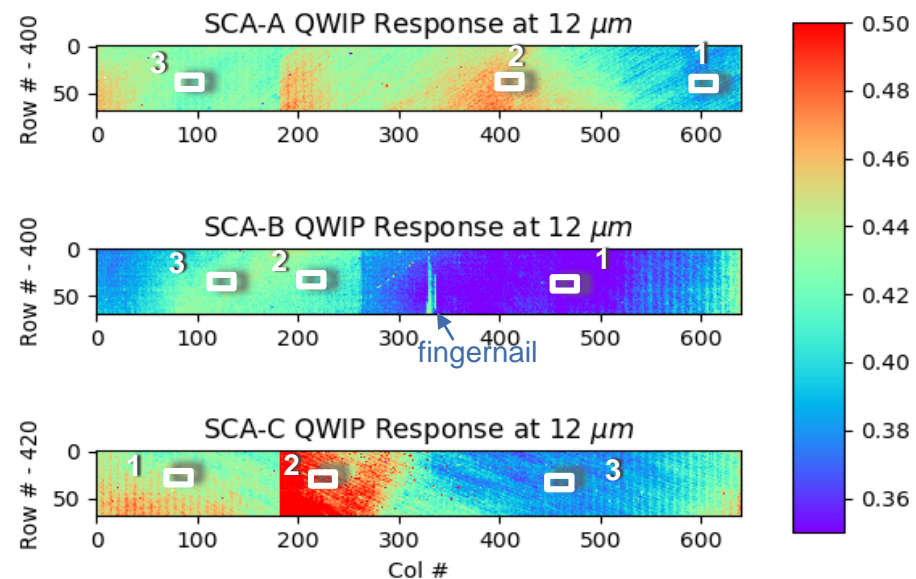 SCA-A QWIP Response at 12 μm
Row # - 400
0
50
3
2
1
0 100 200 300 400 500 600
SCA-B QWIP Response at 12 μm
Row # - 400
0
50
3
2
1
fingernail
0 100 200 300 400 500 600
SCA-C QWIP Response at 12 μm
Row # - 420
0
50
1
2
3
0 100 200 300 400 500 600
Col #
0.50
0.48
0.46
0.44
0.42
0.40
0.38
0.36